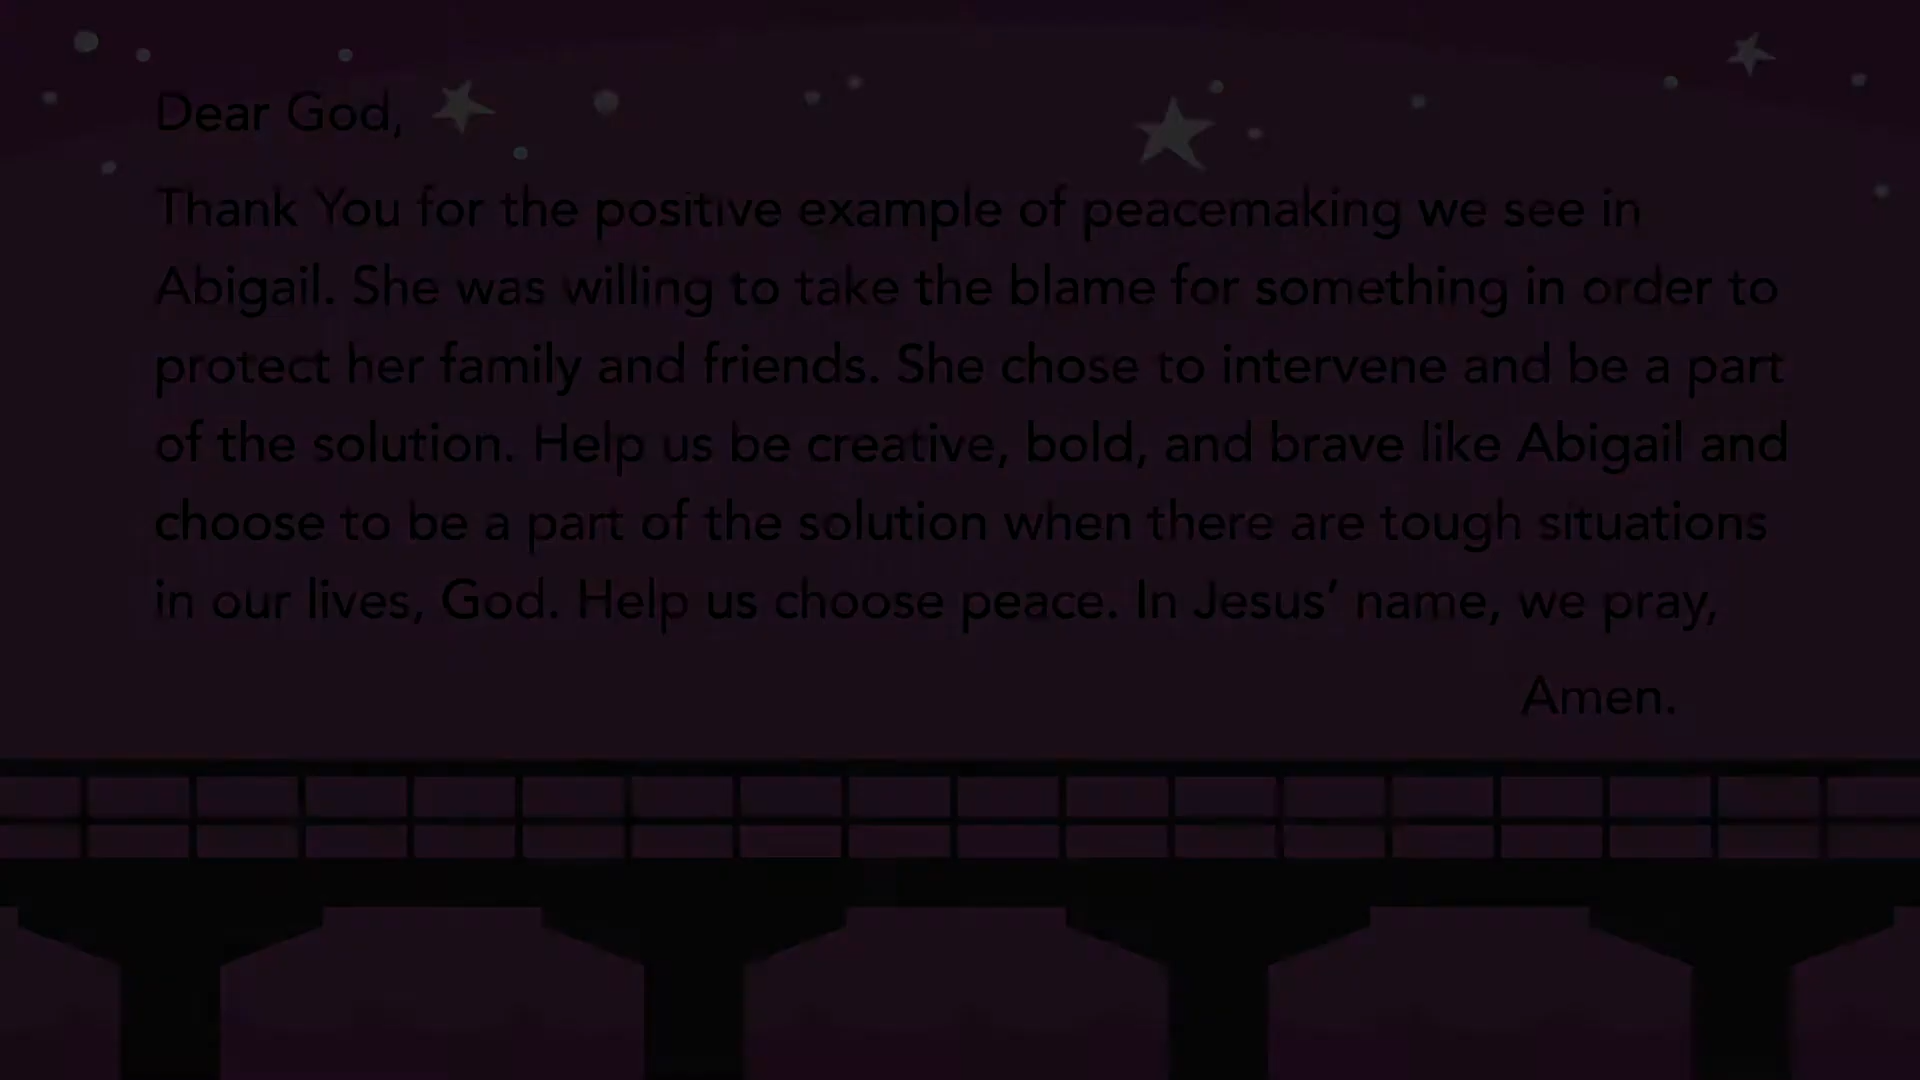 Dear God,
Thank You for the positive example of peacemaking we see in
Abigail. She was willing to take the blame for something in order to
protect her family and friends. She chose to intervene and be a part
of the solution. Help us be creative, bold, and brave like Abigail and
choose to be a part of the solution when there are tough situations
in our lives, God. Help us choose peace. In Jesus’ name, we pray,
Amen.